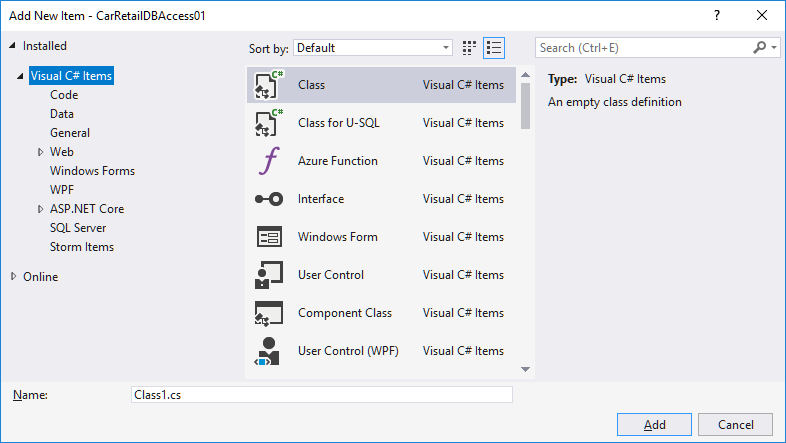 Add New Item - CarRetailDBAccess01
? ×
Installed
Sort by: Default
Search (Ctrl+E)
Visual C# Items
Code
Data
General
Web
Windows Forms
WPF
ASP.NET Core
SQL Server
Storm Items
Online
C# Class Visual C# Items
C# Class for U-SQL Visual C# Items
Azure Function Visual C# Items
Interface Visual C# Items
Windows Form Visual C# Items
User Control Visual C# Items
Component Class Visual C# Items
User Control (WPF) Visual C# Items
Type: Visual C# Items
An empty class definition
Name: Class1.cs
Add Cancel